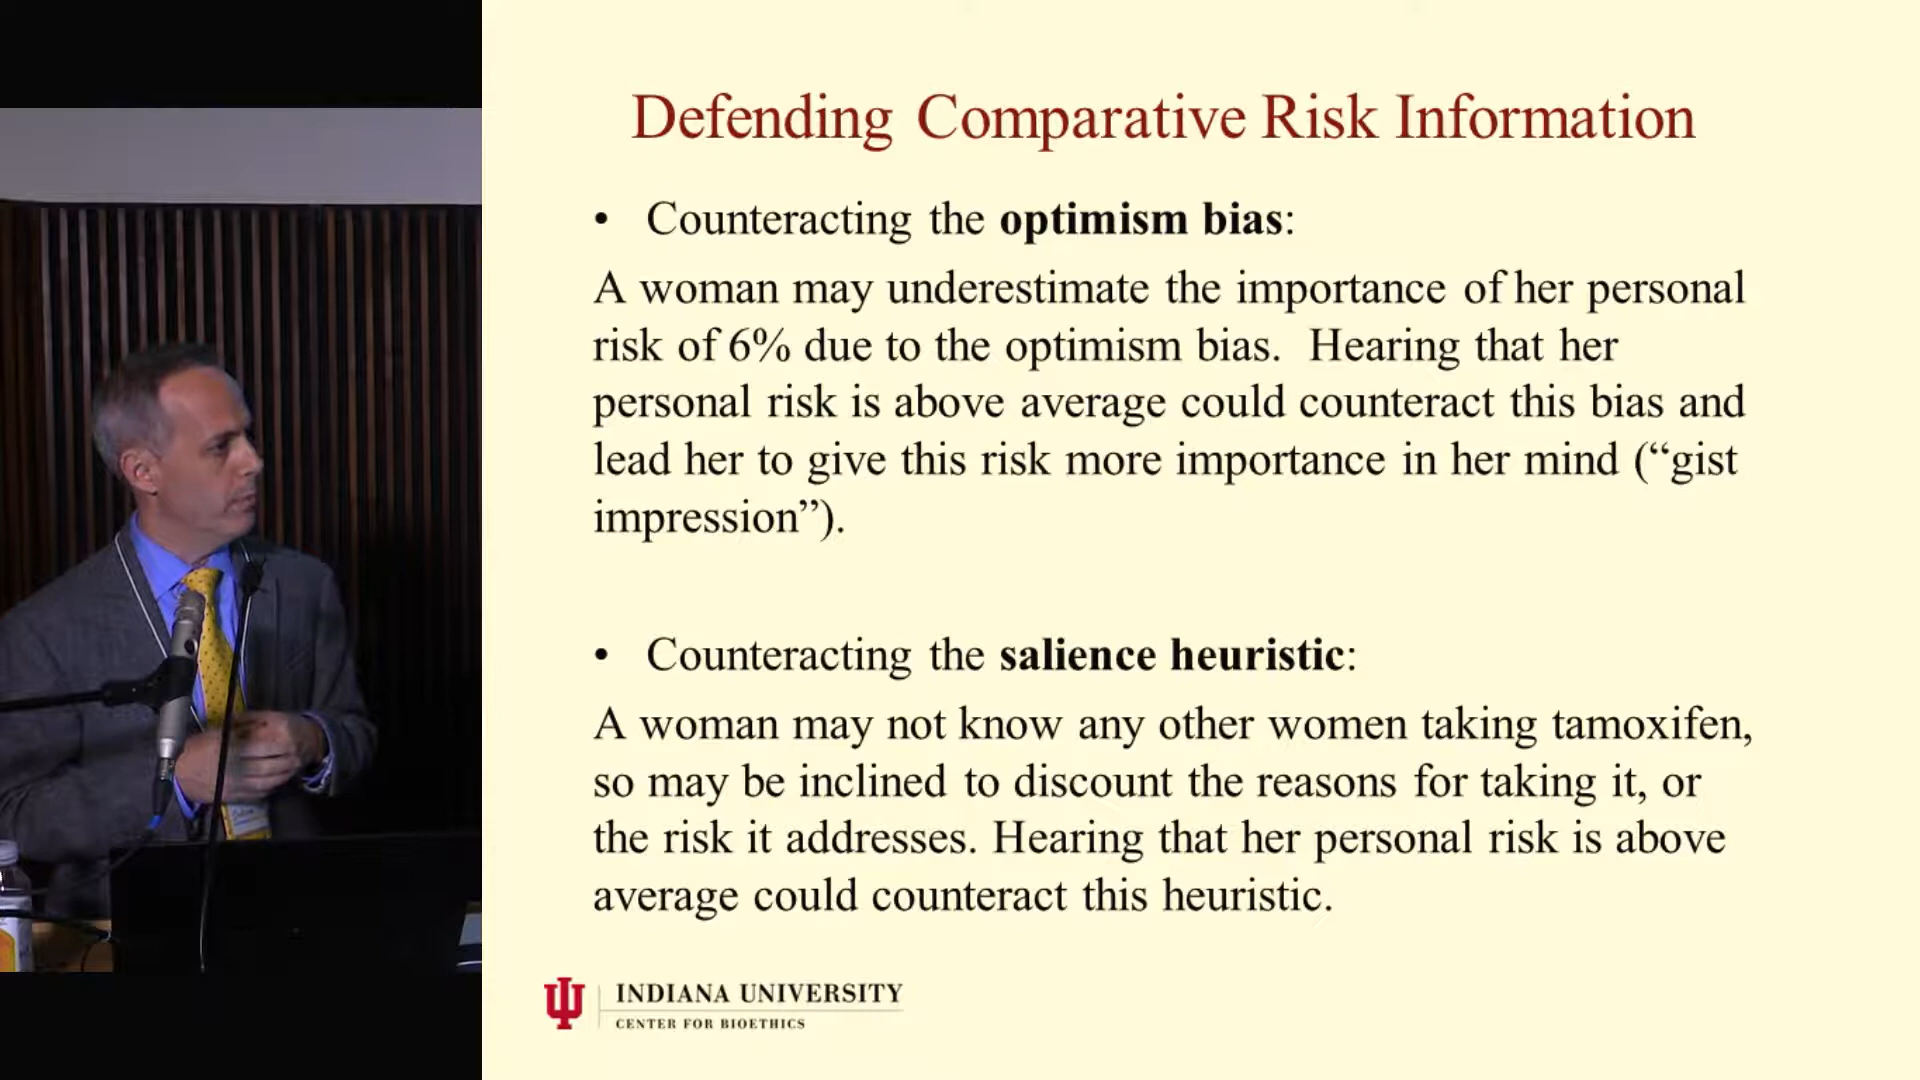 Defending Comparative Risk Information
• Counteracting the optimism bias:
A woman may underestimate the importance of her personal
risk of 6% due to the optimism bias. Hearing that her
personal risk is above average could counteract this bias and
lead her to give this risk more importance in her mind (“gist
impression”).
• Counteracting the salience heuristic:
A woman may not know any other women taking tamoxifen,
so may be inclined to discount the reasons for taking it, or
the risk it addresses. Hearing that her personal risk is above
average could counteract this heuristic.
INDIANA UNIVERSITY
CENTER FOR BIOETHICS